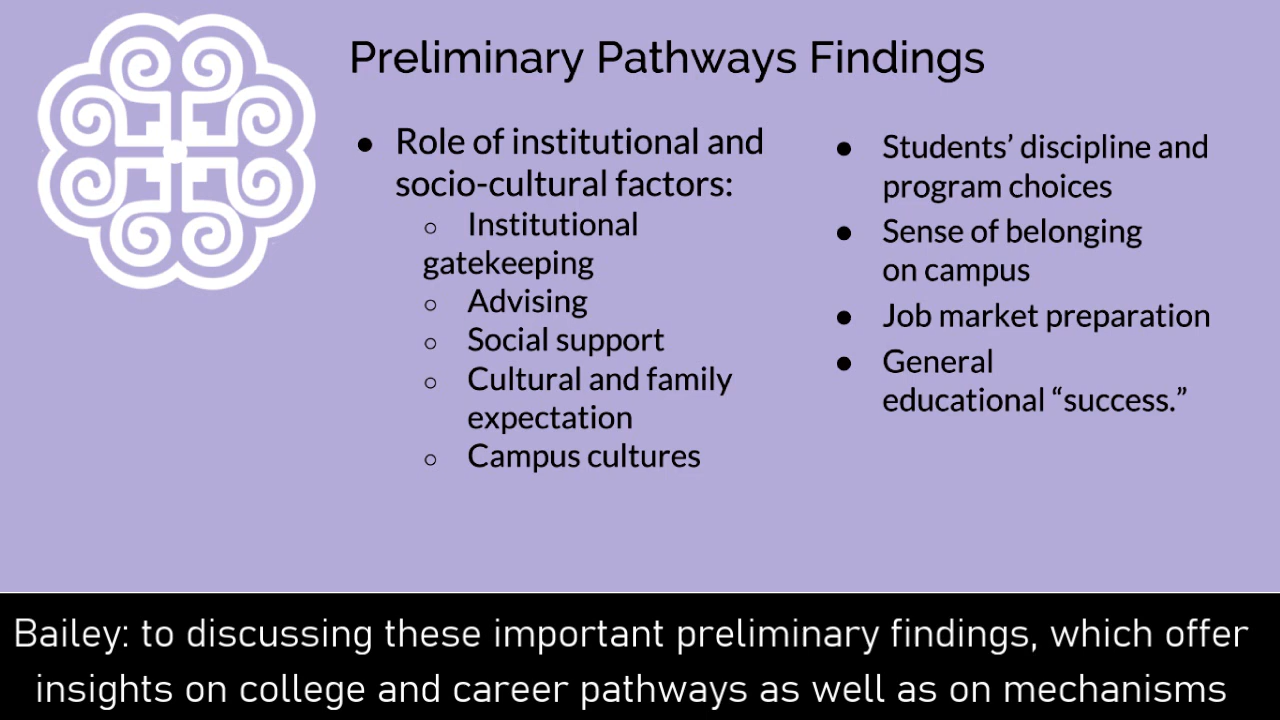 Preliminary Pathways Findings
● Role of institutional and
socio-cultural factors:
○ Institutional
gatekeeping
○ Advising
○ Social support
○ Cultural and family
expectation
○ Campus cultures
● Students’ discipline and
program choices
● Sense of belonging
on campus
● Job market preparation
● General
educational “success.”
Bailey: to discussing these important preliminary findings, which offer
insights on college and career pathways as well as on mechanisms